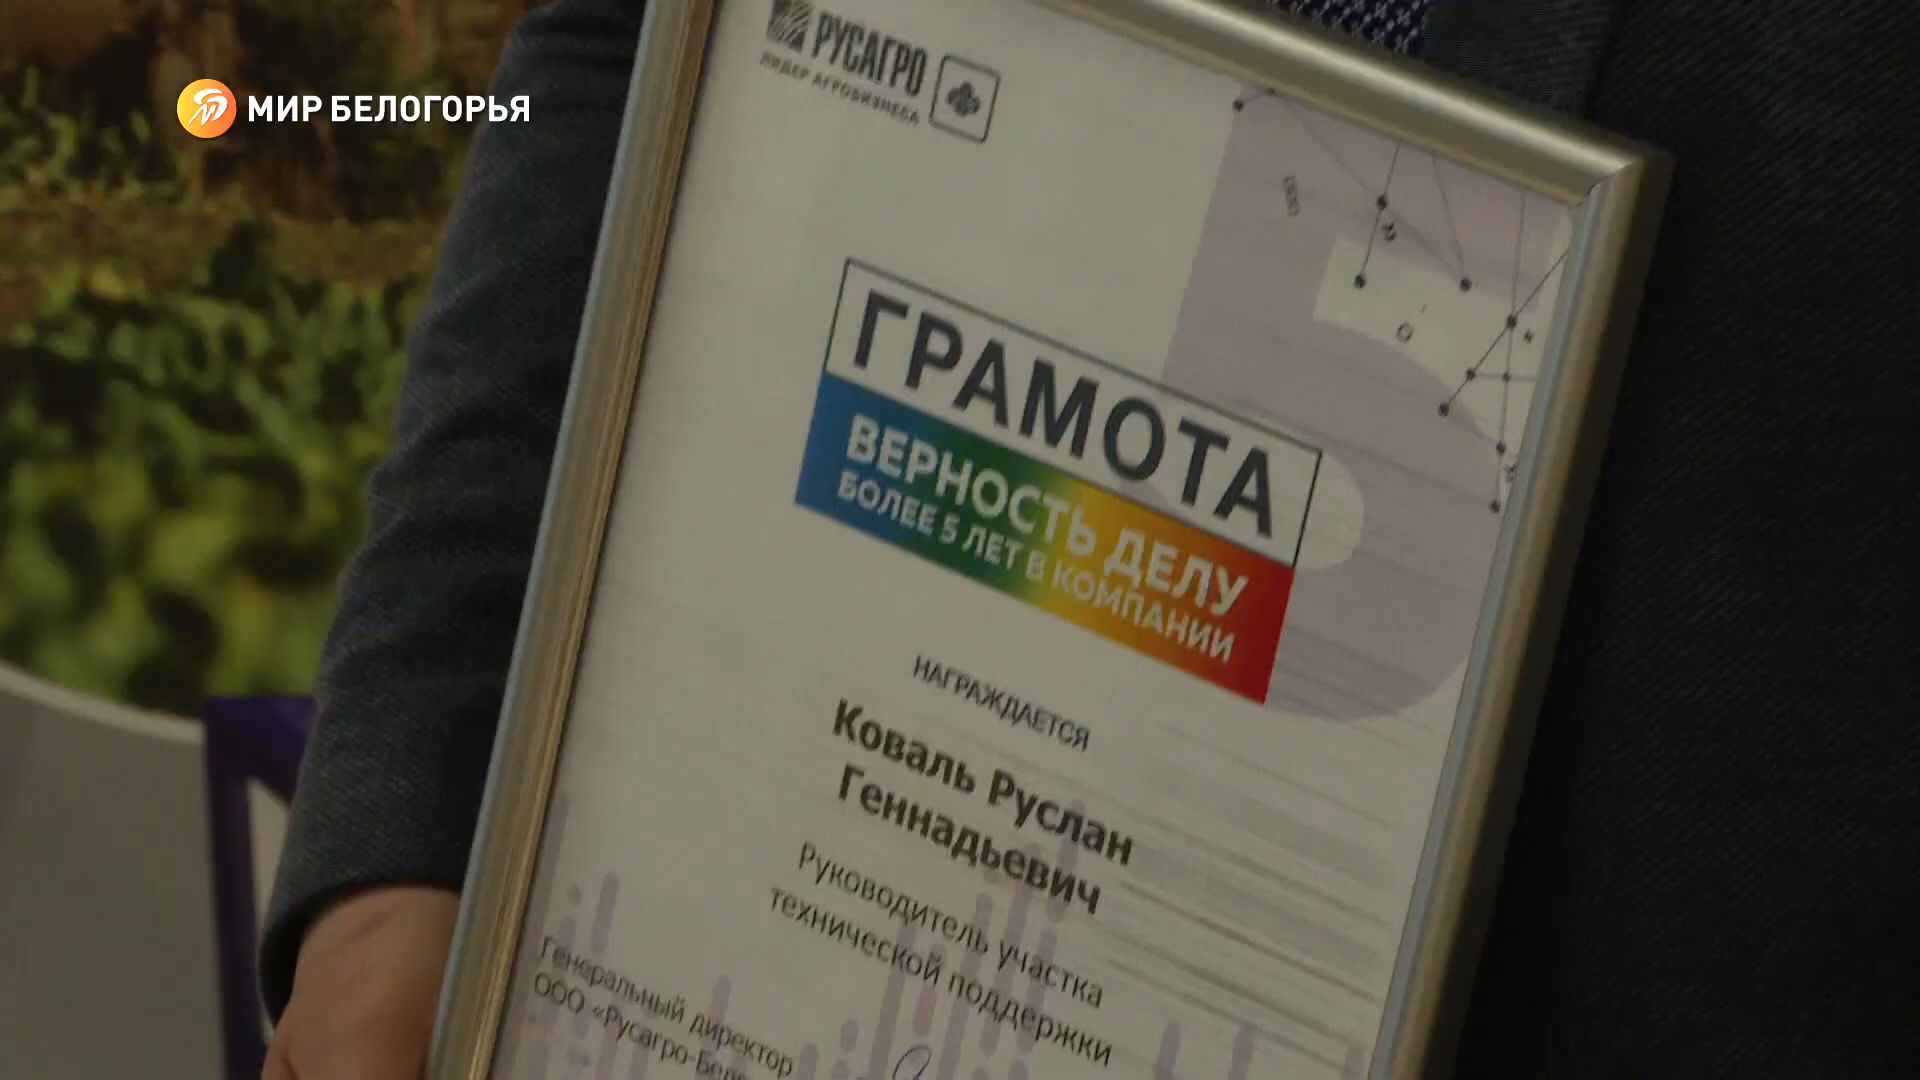 МИР БЕЛОГОРЬЯ
РУСАГРО
ЛИДЕР АГРОБИЗНЕСА
ГРАМОТА
ВЕРНОСТЬ ДЕЛУ
БОЛЕЕ 5 ЛЕТ В КОМПАНИИ
НАГРАЖДАЕТСЯ
Коваль Руслан
Геннадьевич
Руководитель участка
технической поддержки
Генеральный директор
ООО «Русагро-Бел